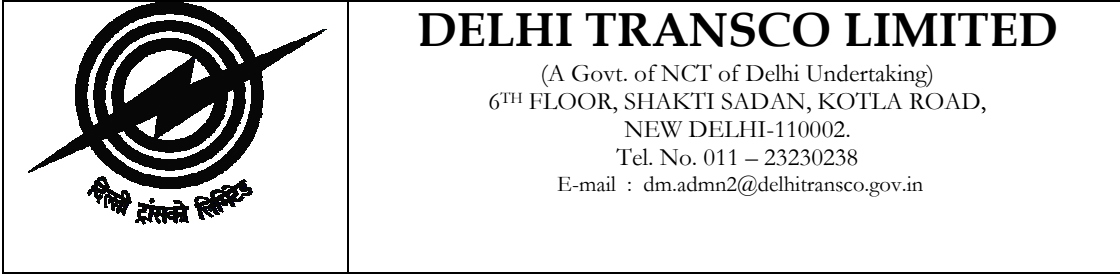 दिल्ली ट्रांसको लिमिटेड
DELHI TRANSCO LIMITED
(A Govt. of NCT of Delhi Undertaking)
6TH FLOOR, SHAKTI SADAN, KOTLA ROAD,
NEW DELHI-110002.
Tel. No. 011 – 23230238
E-mail : dm.admn2@delhitransco.gov.in